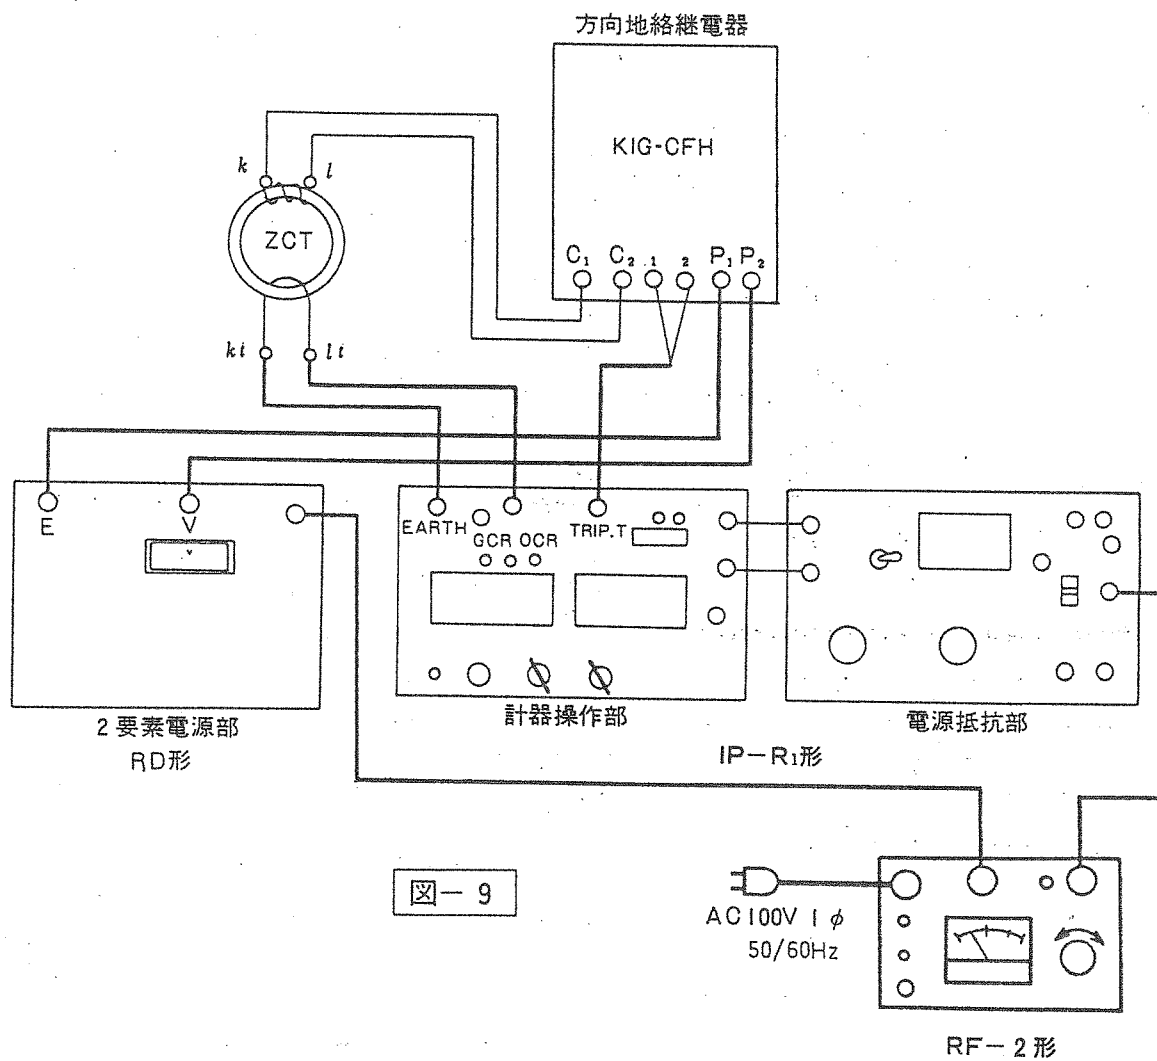 方向地絡継電器
KIG-CFH
k l
ZCT
C₁ C₂ 1 2 P₁ P₂
ki li
E V
V
EARTH GCR OCR TRIP.T
2要素電源部
RD形
計器操作部
電源抵抗部
IP-R₁形
図-9
AC100V 1φ
50/60Hz
RF-2形